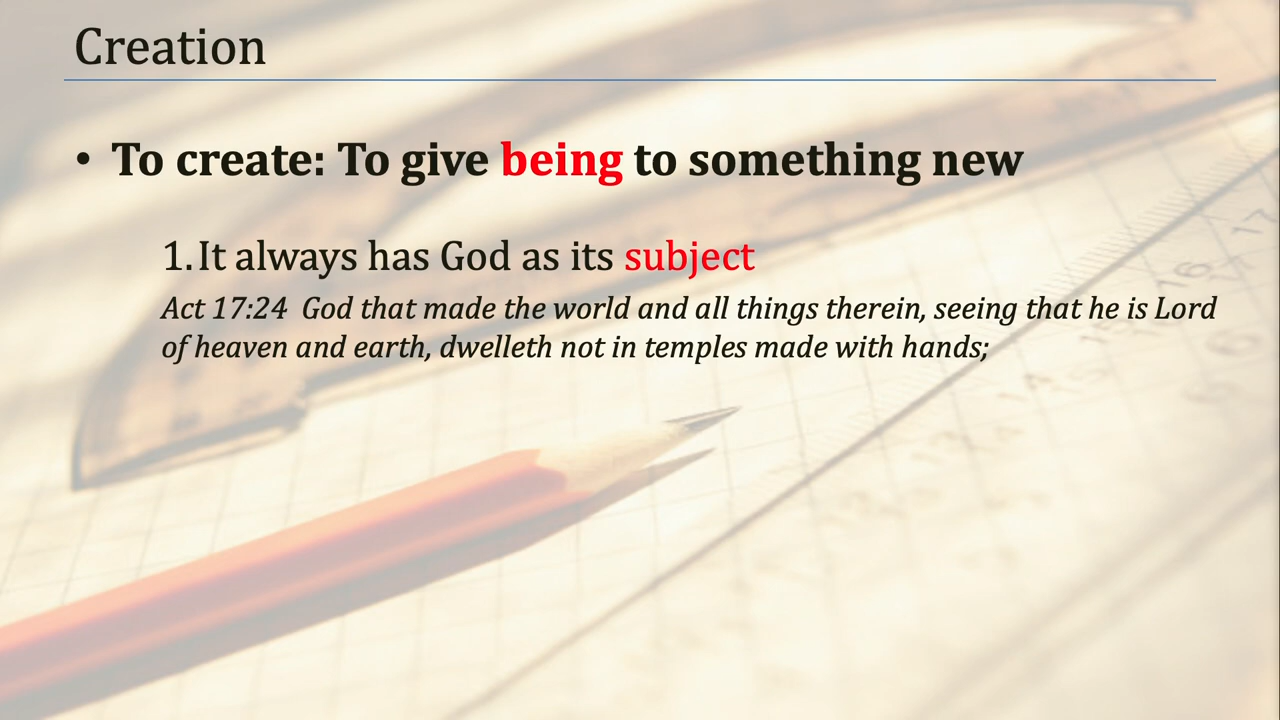 Creation
• To create: To give being to something new
1. It always has God as its subject
Act 17:24  God that made the world and all things therein, seeing that he is Lord
of heaven and earth, dwelleth not in temples made with hands;